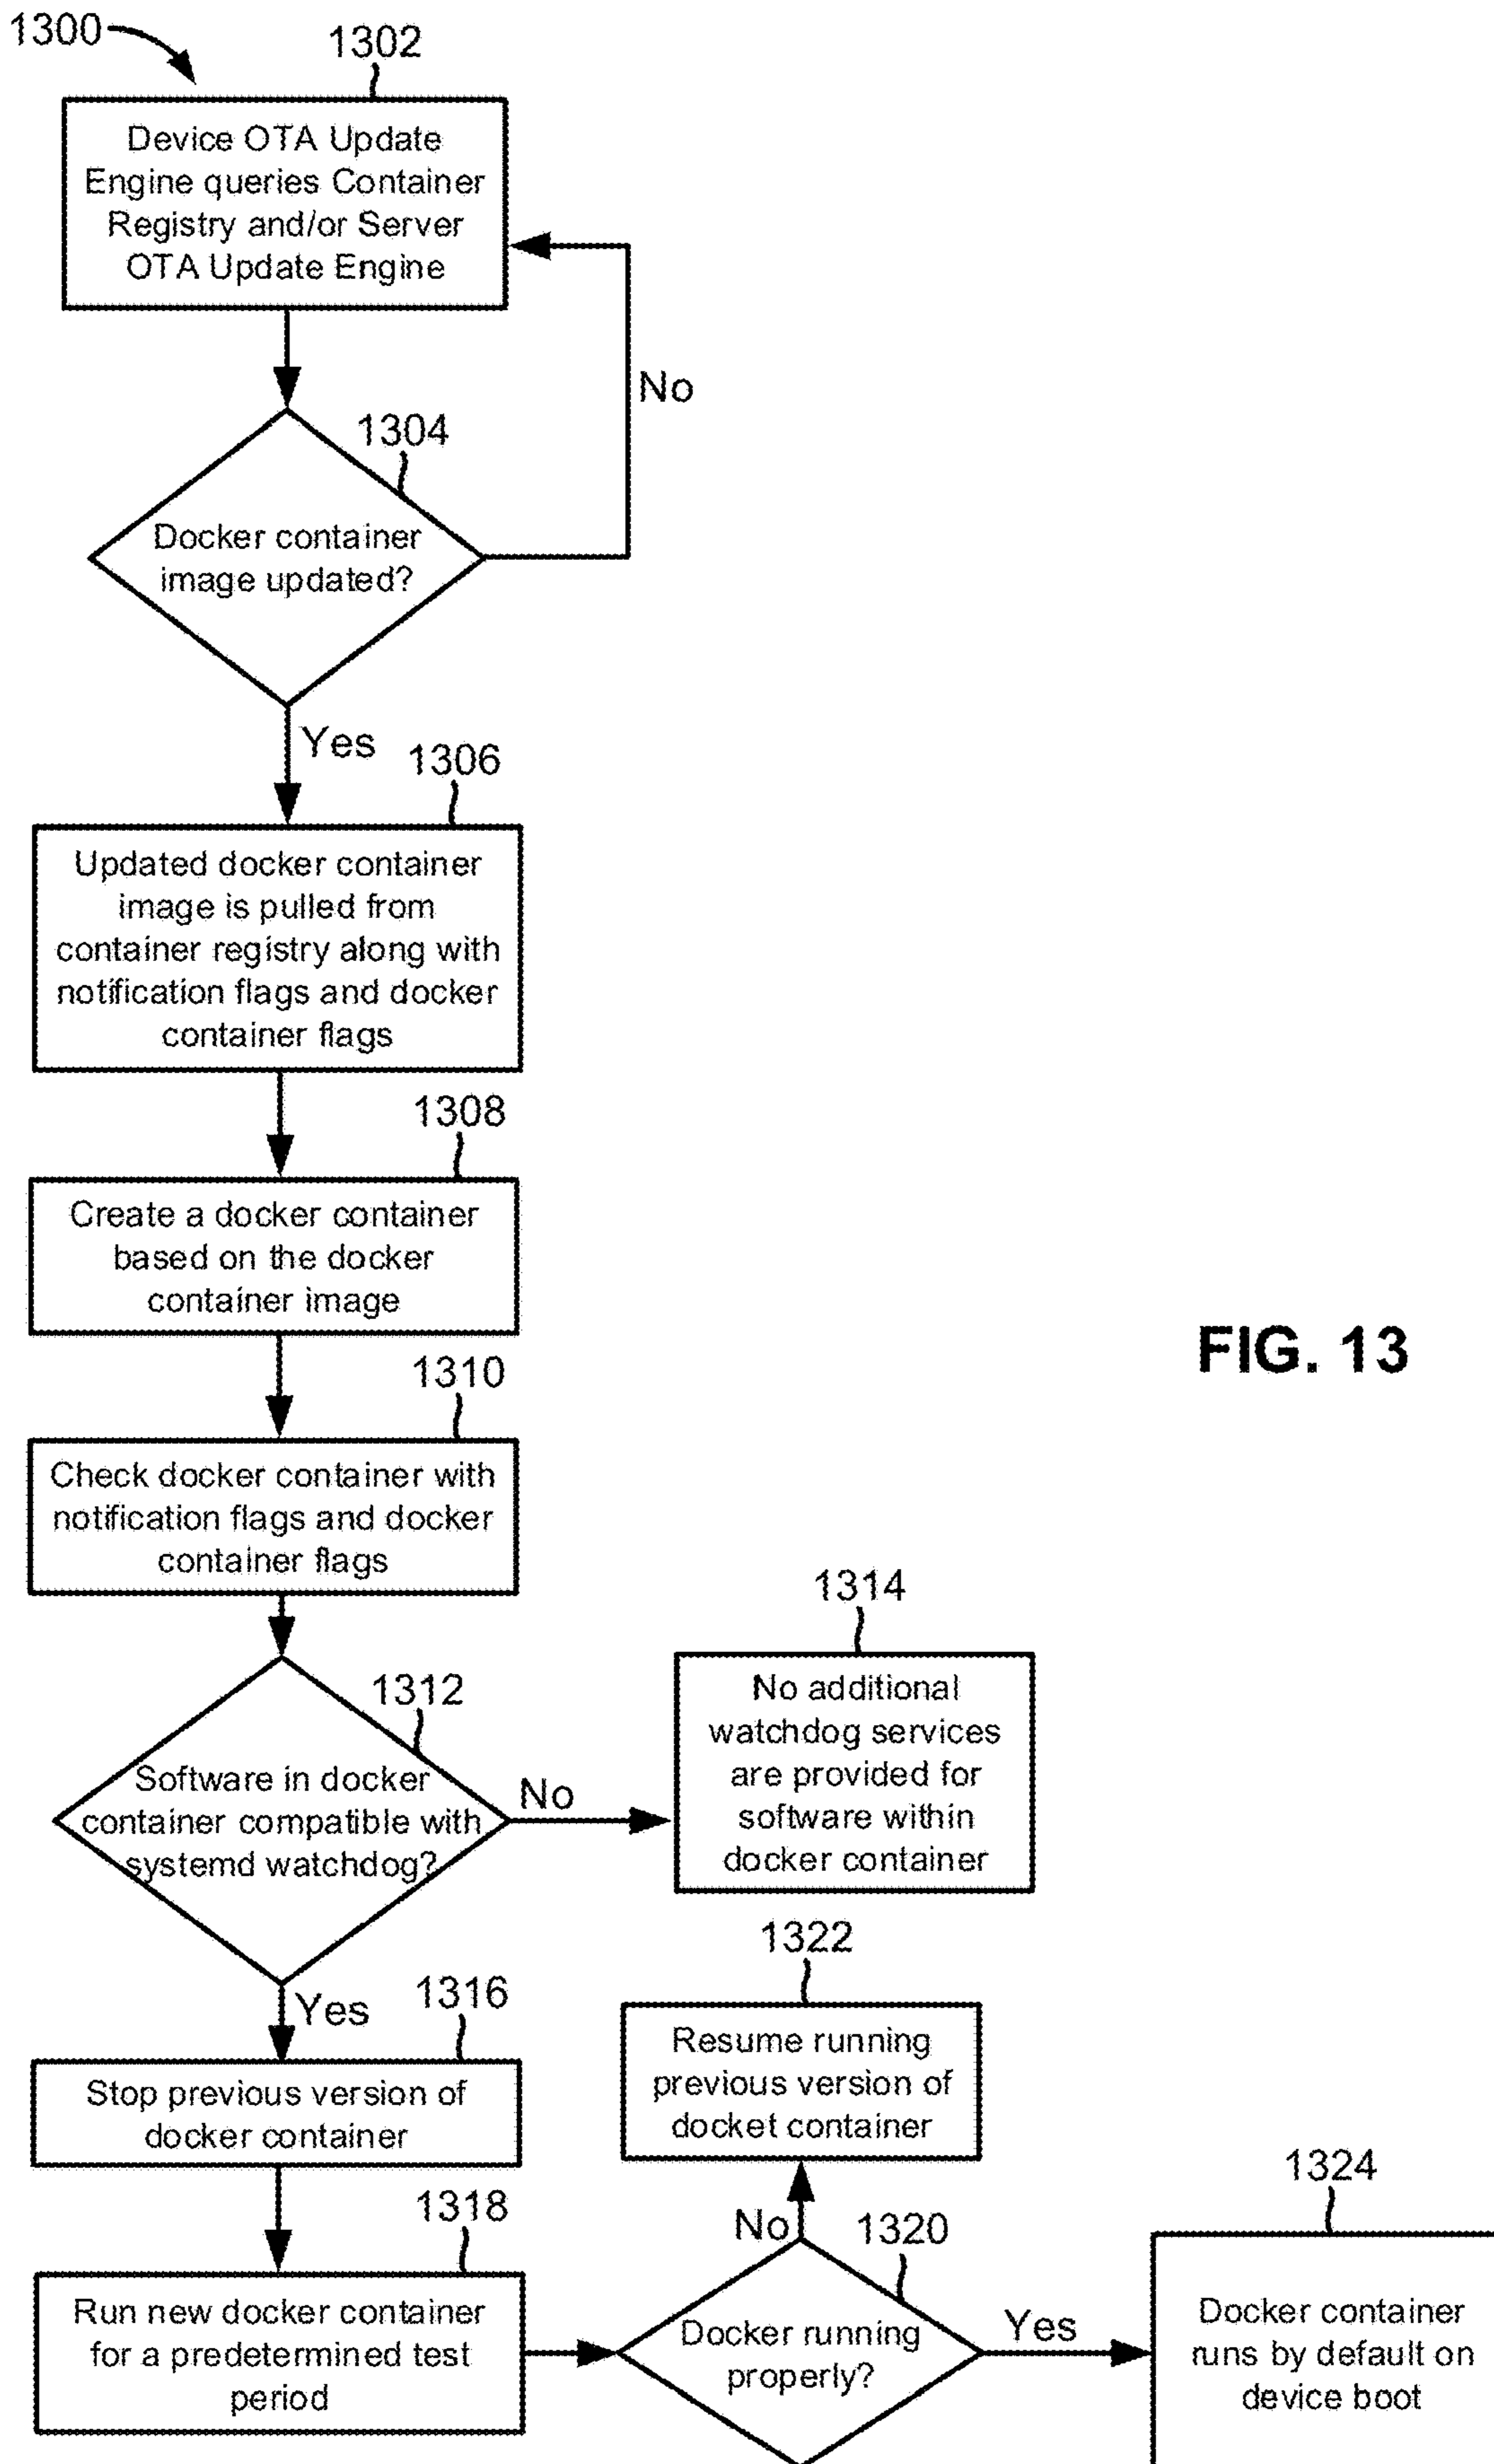 1300
1302
Device OTA Update
Engine queries Container
Registry and/or Server
OTA Update Engine
No
1304
Docker container
image updated?
Yes
1306
Updated docker container
image is pulled from
container registry along with
notification flags and docker
container flags
1308
Create a docker container
based on the docker
container image
FIG. 13
1310
Check docker container with
notification flags and docker
container flags
1312
Software in docker
container compatible with
systemd watchdog?
No
1314
No additional
watchdog services
are provided for
software within
docker container
Yes
1316
Stop previous version of
docker container
1322
Resume running
previous version of
docket container
1318
Run new docker container
for a predetermined test
period
No
1320
Docker running
properly?
Yes
1324
Docker container
runs by default on
device boot